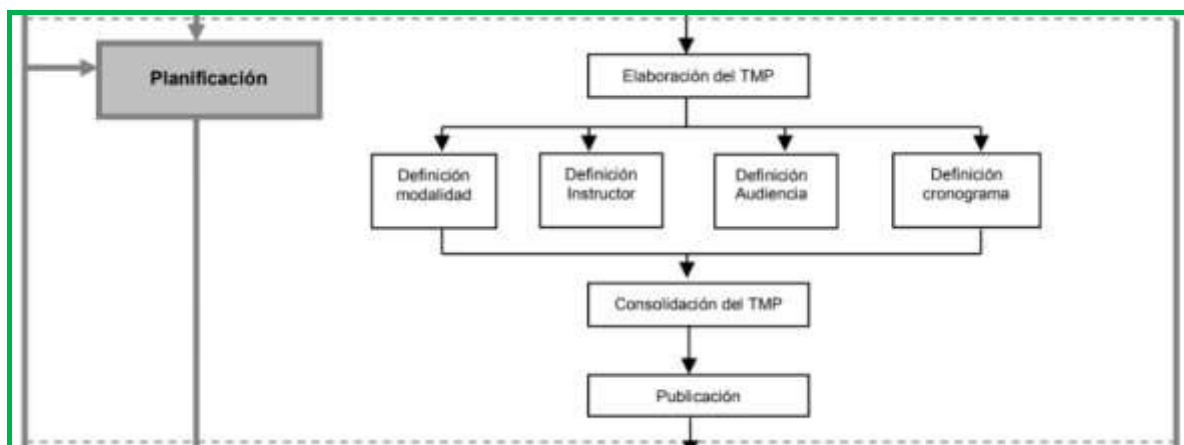 Planificación
Elaboración del TMP
Definición
modalidad
Definición
Instructor
Definición
Audiencia
Definición
cronograma
Consolidación del TMP
Publicación